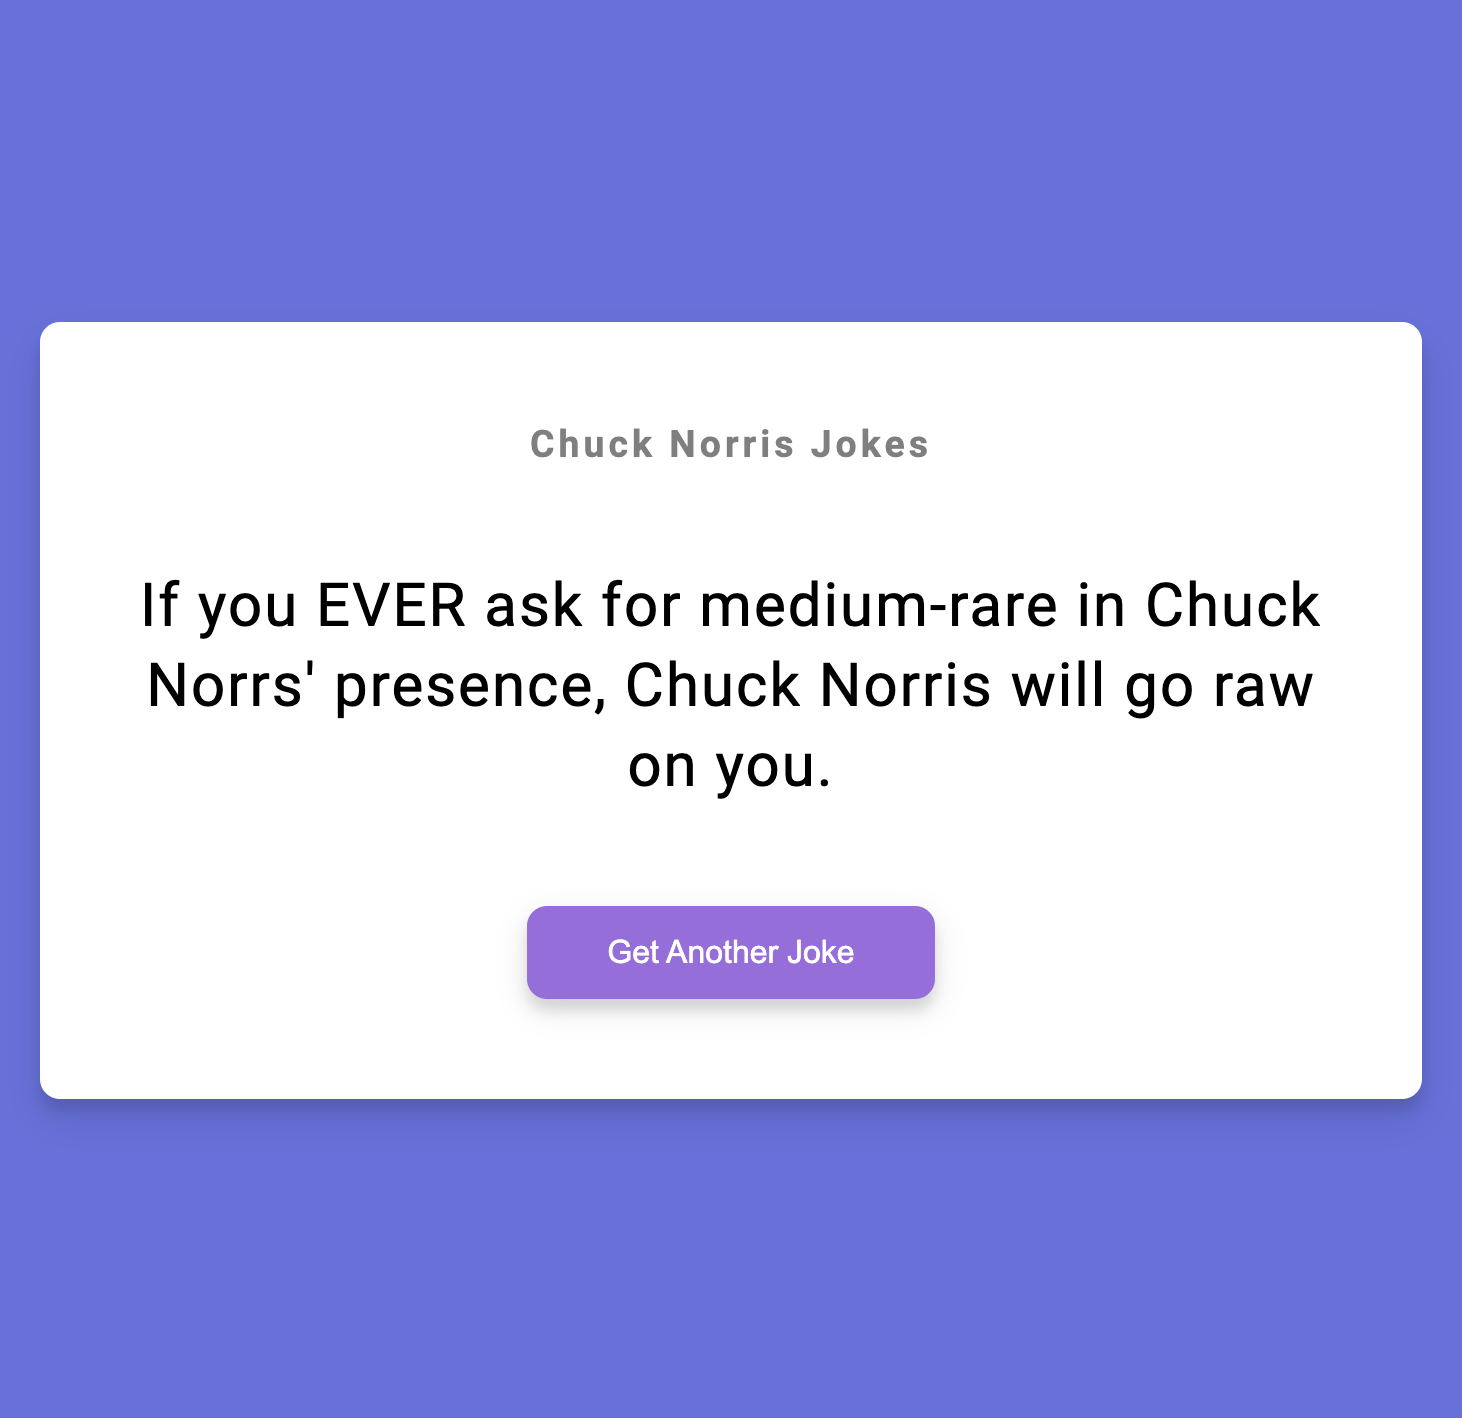 Chuck Norris Jokes
If you EVER ask for medium-rare in Chuck
Norrs' presence, Chuck Norris will go raw
on you.
Get Another Joke